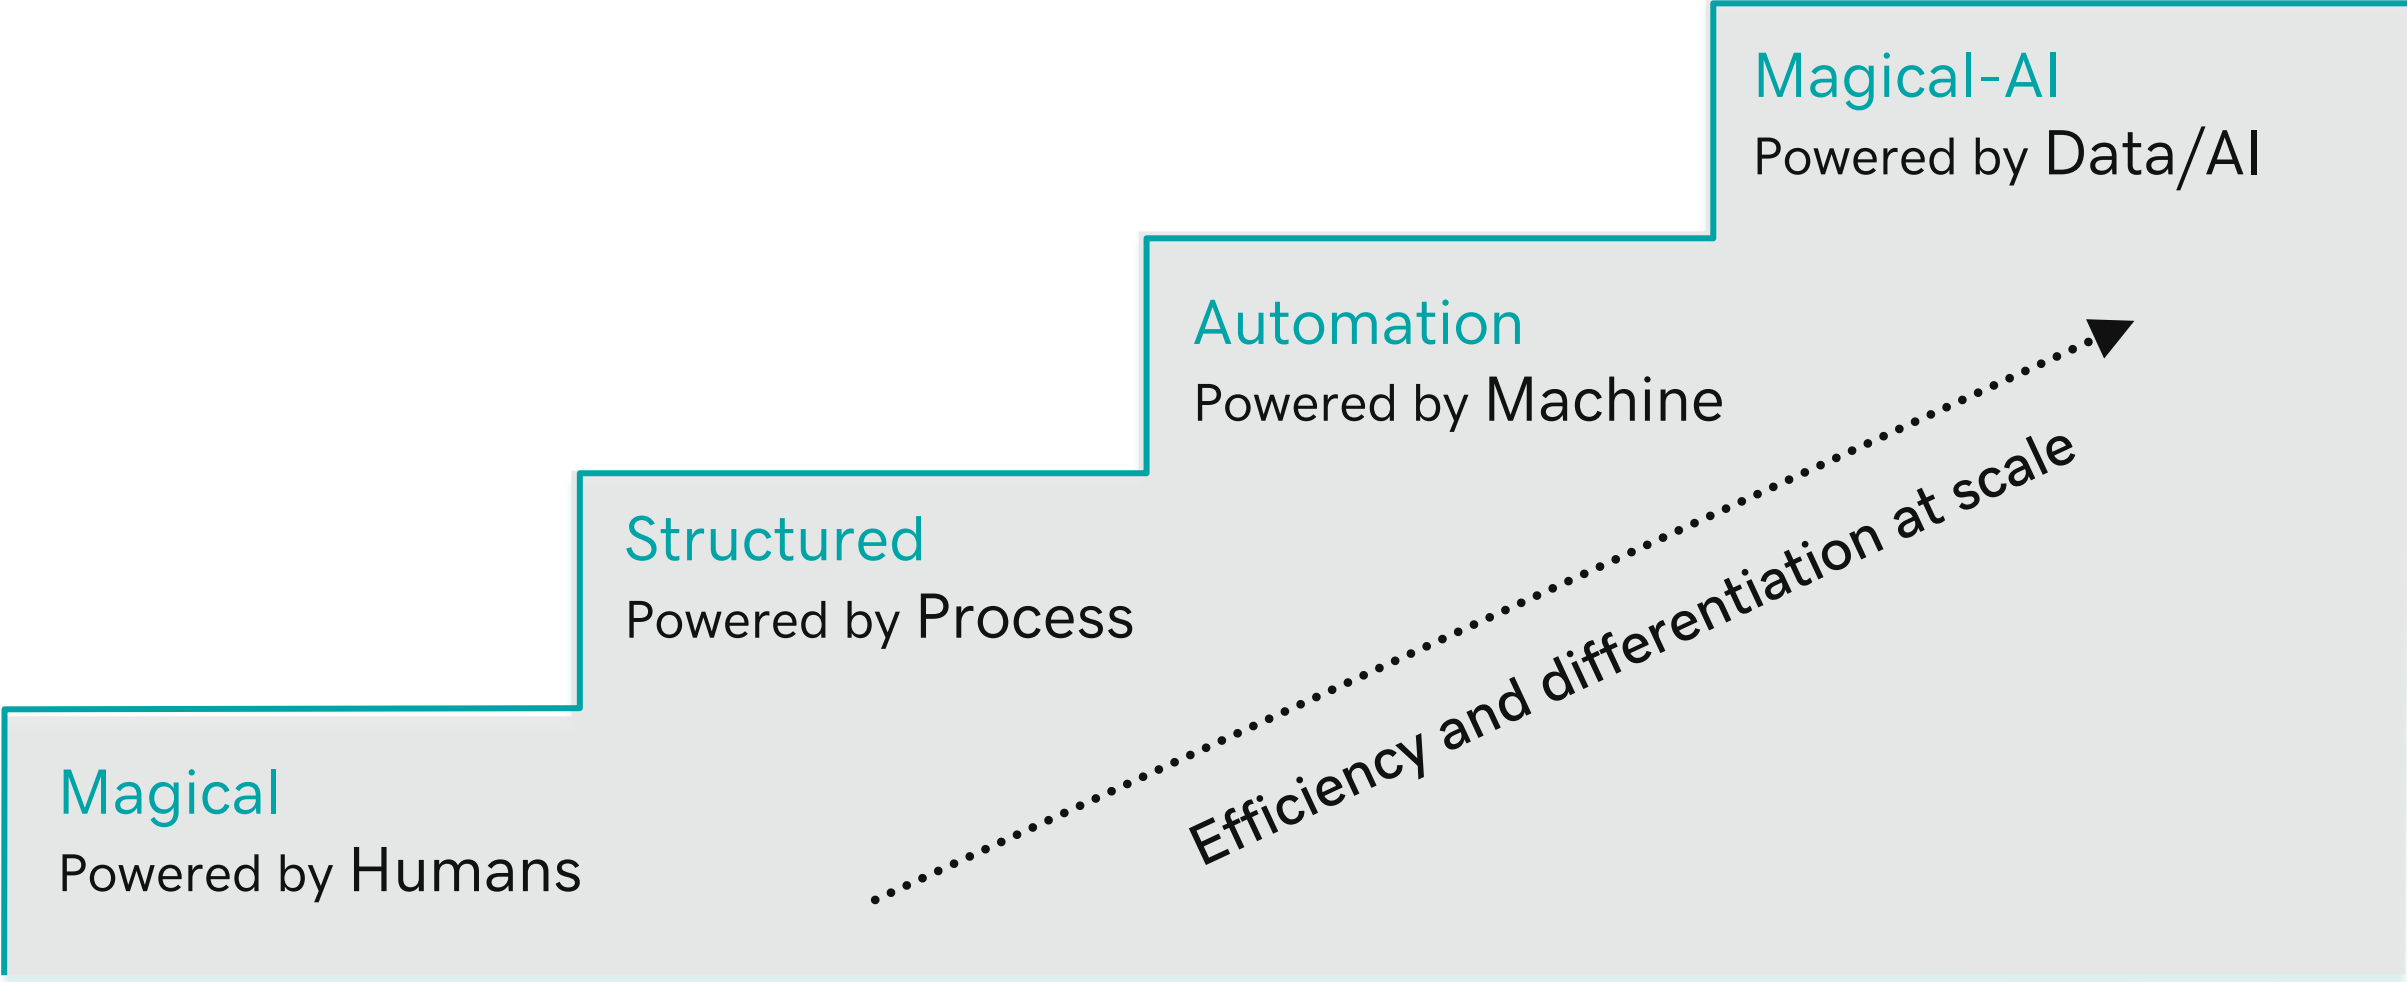 Magical-AI
Powered by Data/AI
Automation
Powered by Machine
Structured
Powered by Process
Magical
Powered by Humans
Efficiency and differentiation at scale